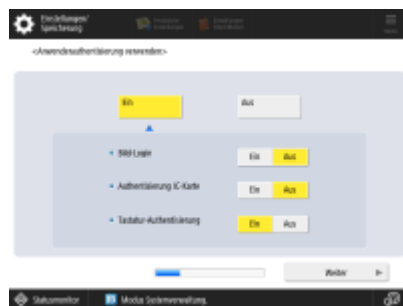 Einstellungen/
Speicherung
<Anwenderauthentisierung verwenden>
Ein
Aus
Bild-Login
Ein
Aus
Authentisierung IC-Karte
Ein
Aus
Tastatur-Authentisierung
Ein
Aus
Weiter
Statusmonitor
Modus Systemverwaltung.